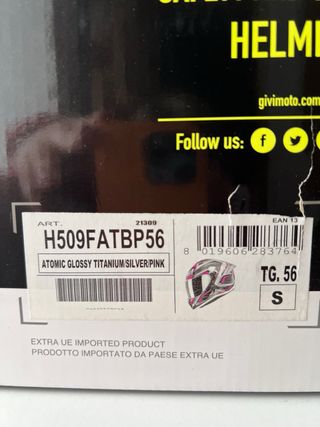 HELM
givimoto.com
Follow us:
f
ART. 21309
H509FATBP56
ATOMIC GLOSSY TITANIUM/SILVER/PINK
EAN 13
8 019606 283764
TG. 56
S
EXTRA UE IMPORTED PRODUCT
PRODOTTO IMPORTATO DA PAESE EXTRA UE